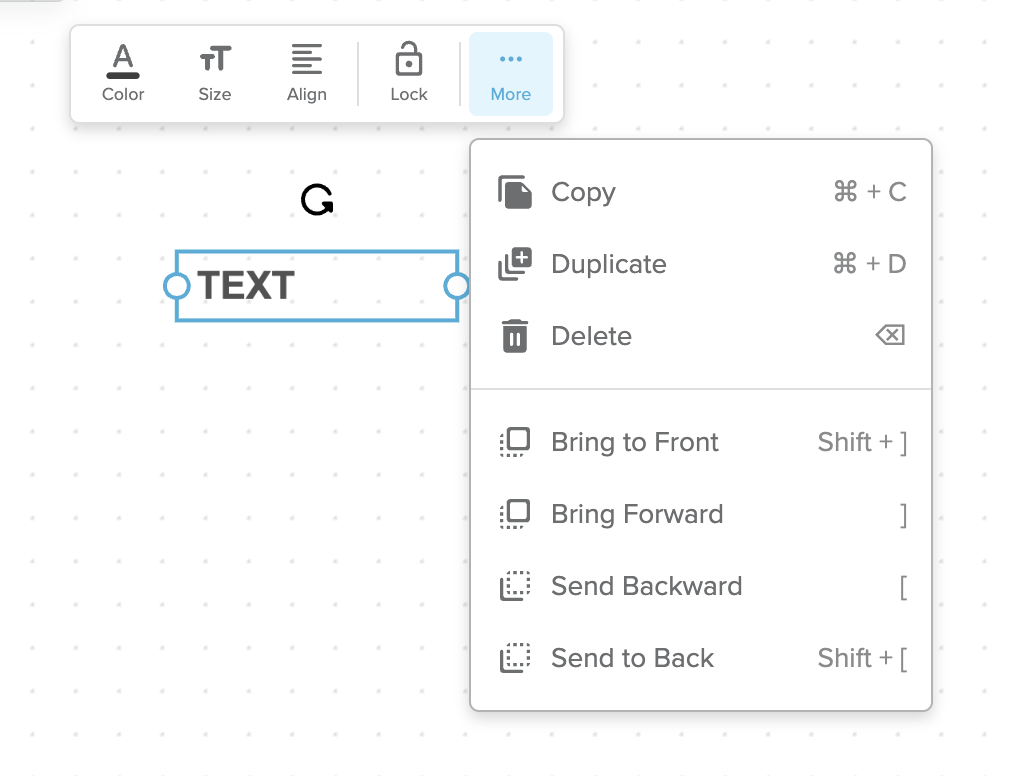 Color Size Align Lock More
TEXT
Copy ⌘ + C
Duplicate ⌘ + D
Delete ⌫
Bring to Front Shift + ]
Bring Forward ]
Send Backward [
Send to Back Shift + [